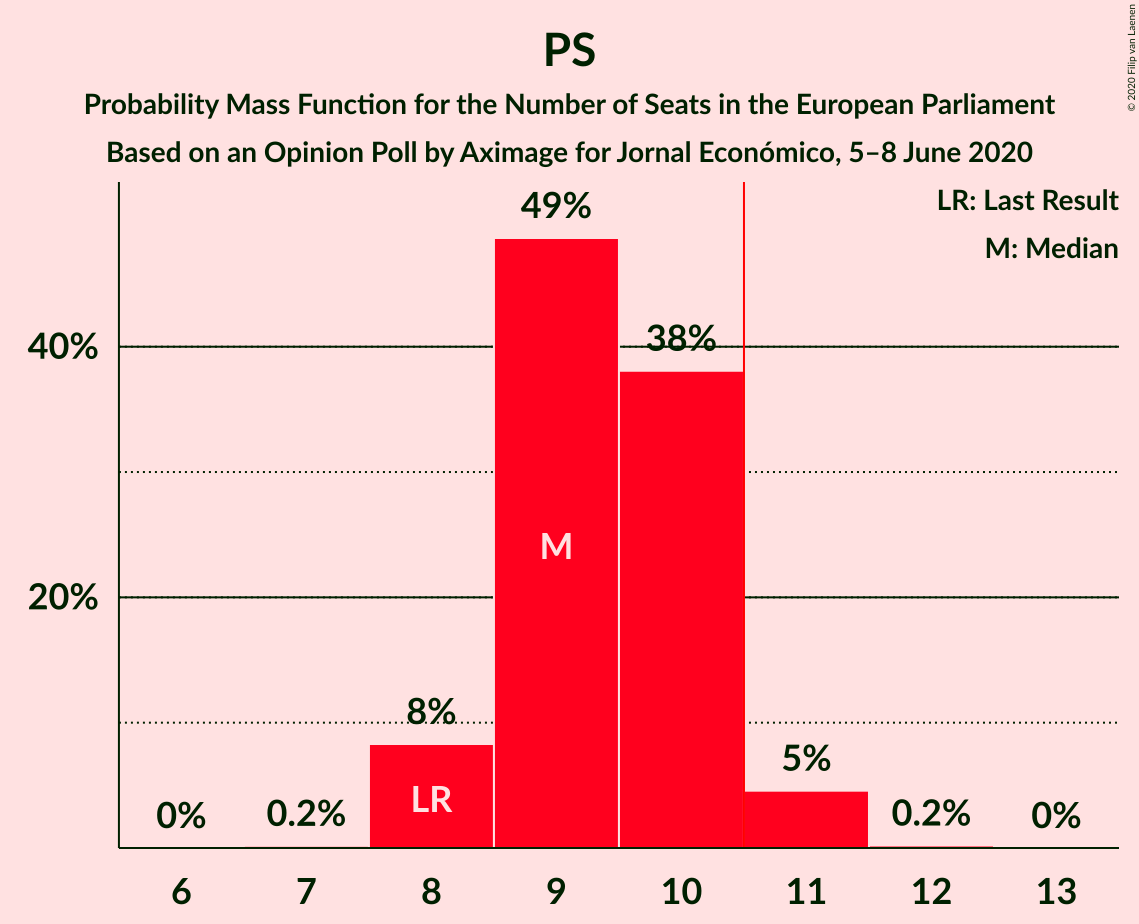 PS
Probability Mass Function for the Number of Seats in the European Parliament
Based on an Opinion Poll by Aximage for Jornal Económico, 5–8 June 2020
© 2020 Filip van Laenen
LR: Last Result
M: Median
49%
40%
38%
M
20%
8%
5%
LR
0%
0.2%
0.2%
0%
6 7 8 9 10 11 12 13